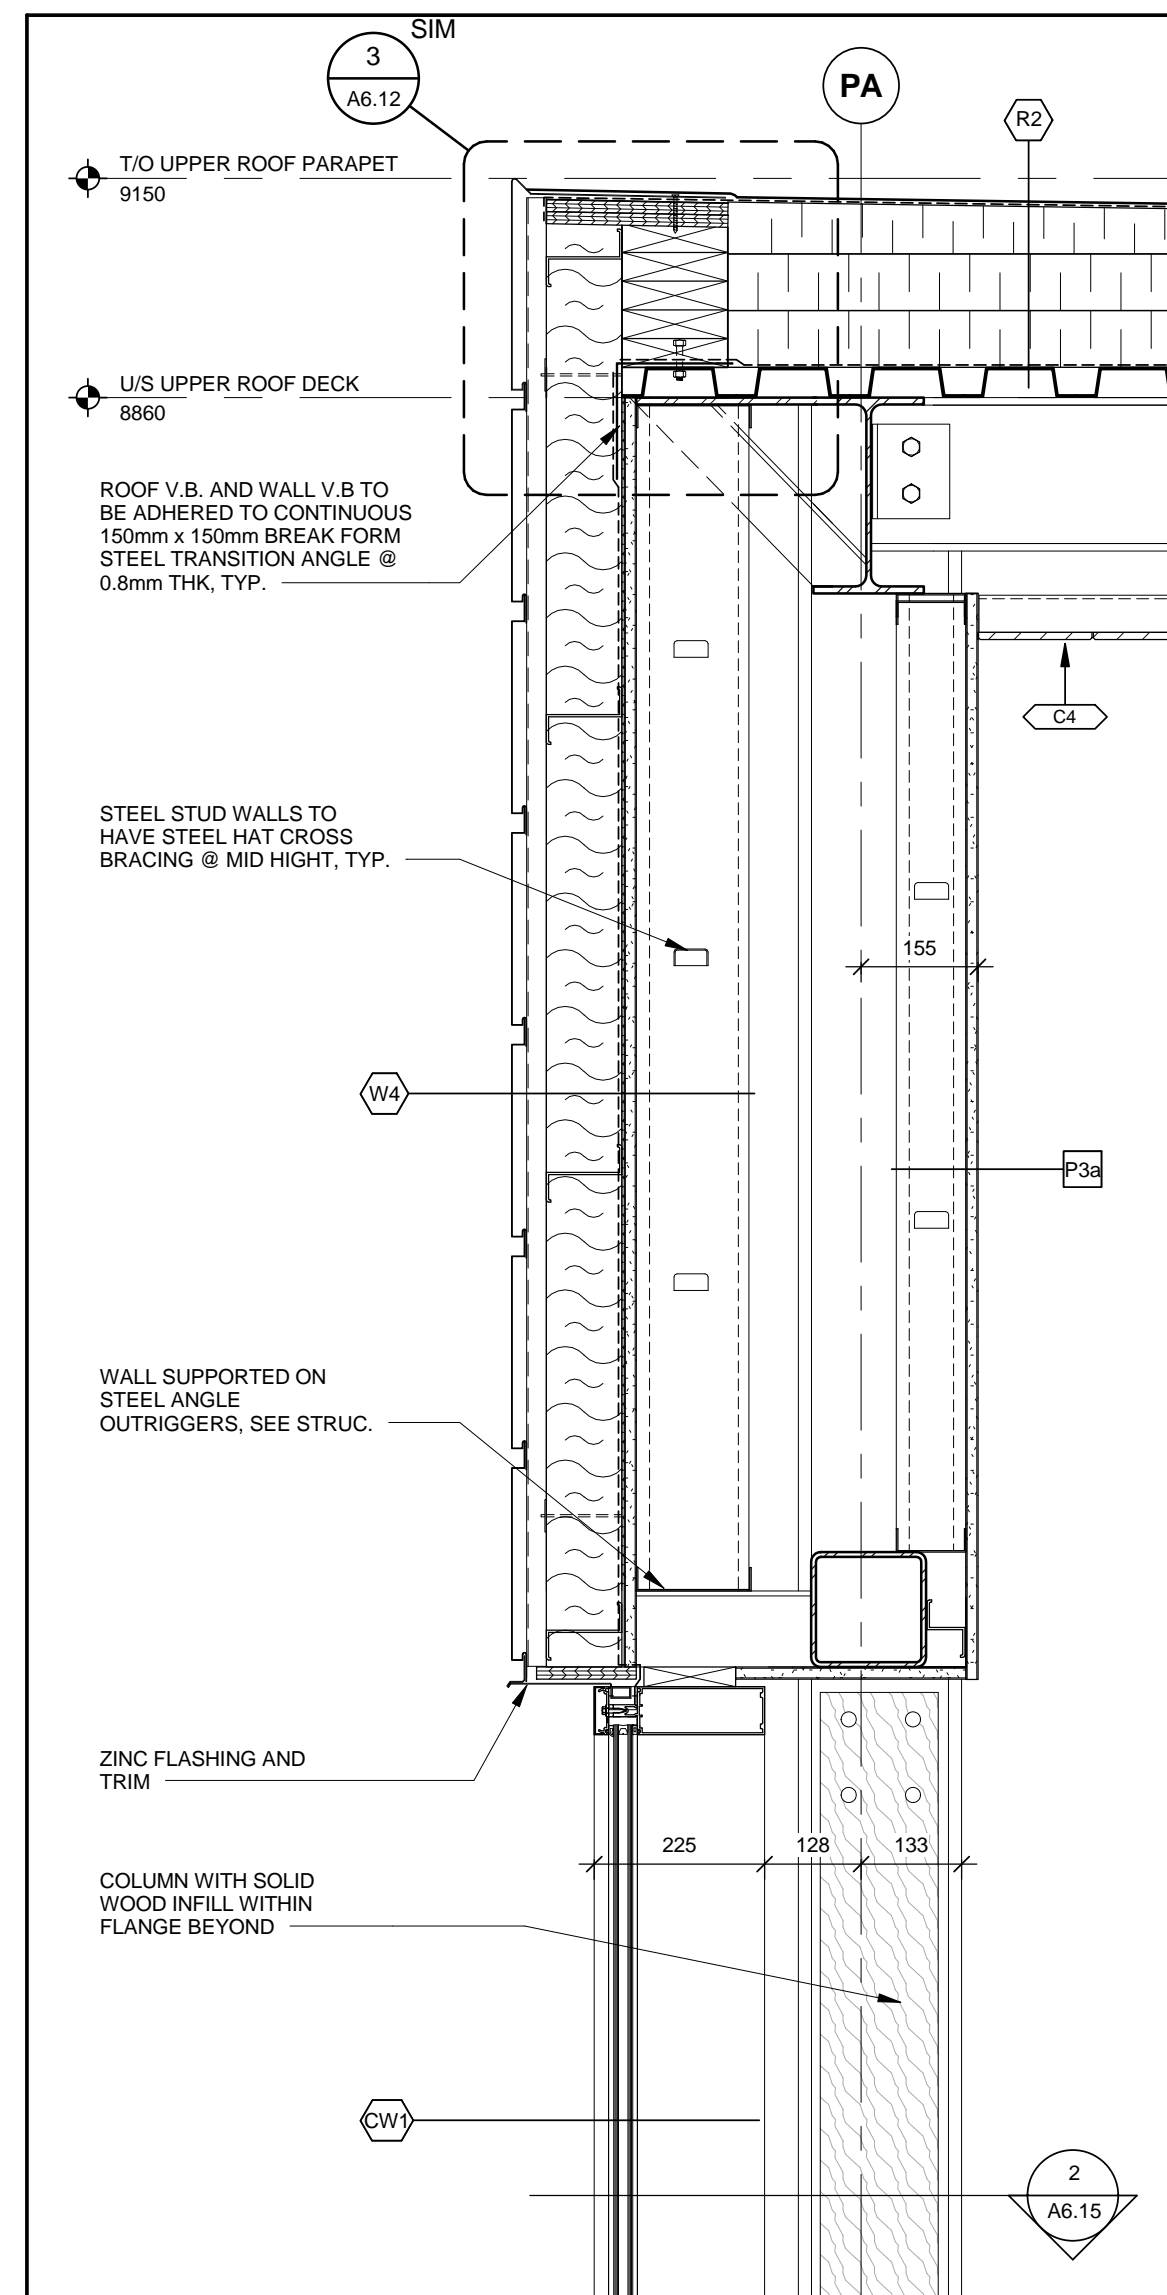 SIM
3
A6.12
PA
R2
T/O UPPER ROOF PARAPET
9150
U/S UPPER ROOF DECK
8860
ROOF V.B. AND WALL V.B TO
BE ADHERED TO CONTINUOUS
150mm x 150mm BREAK FORM
STEEL TRANSITION ANGLE @
0.8mm THK, TYP.
C4
STEEL STUD WALLS TO
HAVE STEEL HAT CROSS
BRACING @ MID HIGHT, TYP.
155
W4
P3a
WALL SUPPORTED ON
STEEL ANGLE
OUTRIGGERS, SEE STRUC.
ZINC FLASHING AND
TRIM
225
128
133
COLUMN WITH SOLID
WOOD INFILL WITHIN
FLANGE BEYOND
CW1
2
A6.15